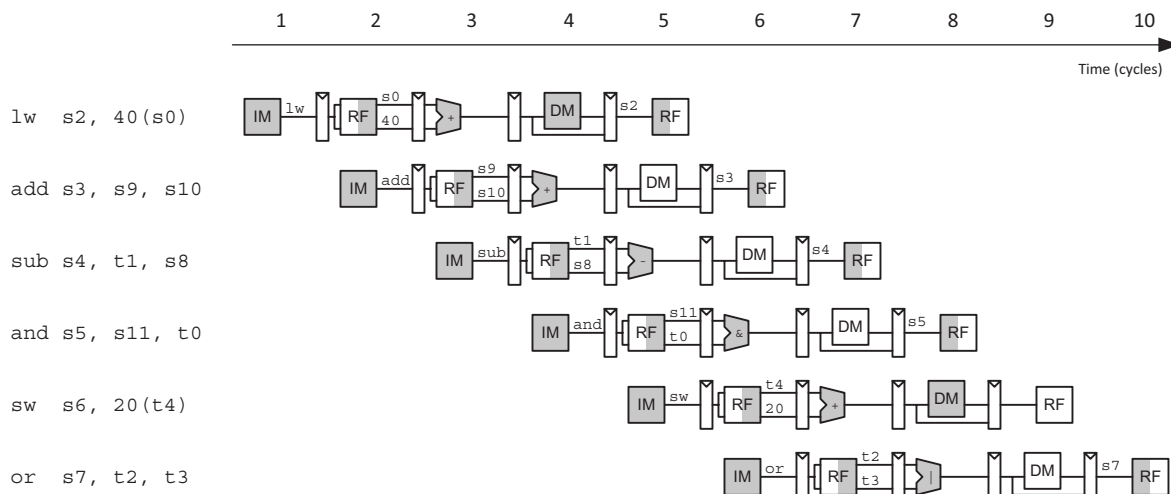 1 2 3 4 5 6 7 8 9 10
Time (cycles)
lw s2, 40(s0) IM lw RF s0 40 + DM s2 RF
add s3, s9, s10 IM add RF s9 s10 + DM s3 RF
sub s4, t1, s8 IM sub RF t1 s8 - DM s4 RF
and s5, s11, t0 IM and RF s11 t0 & DM s5 RF
sw s6, 20(t4) IM sw RF t4 20 + DM RF
or s7, t2, t3 IM or RF t2 t3 | DM s7 RF